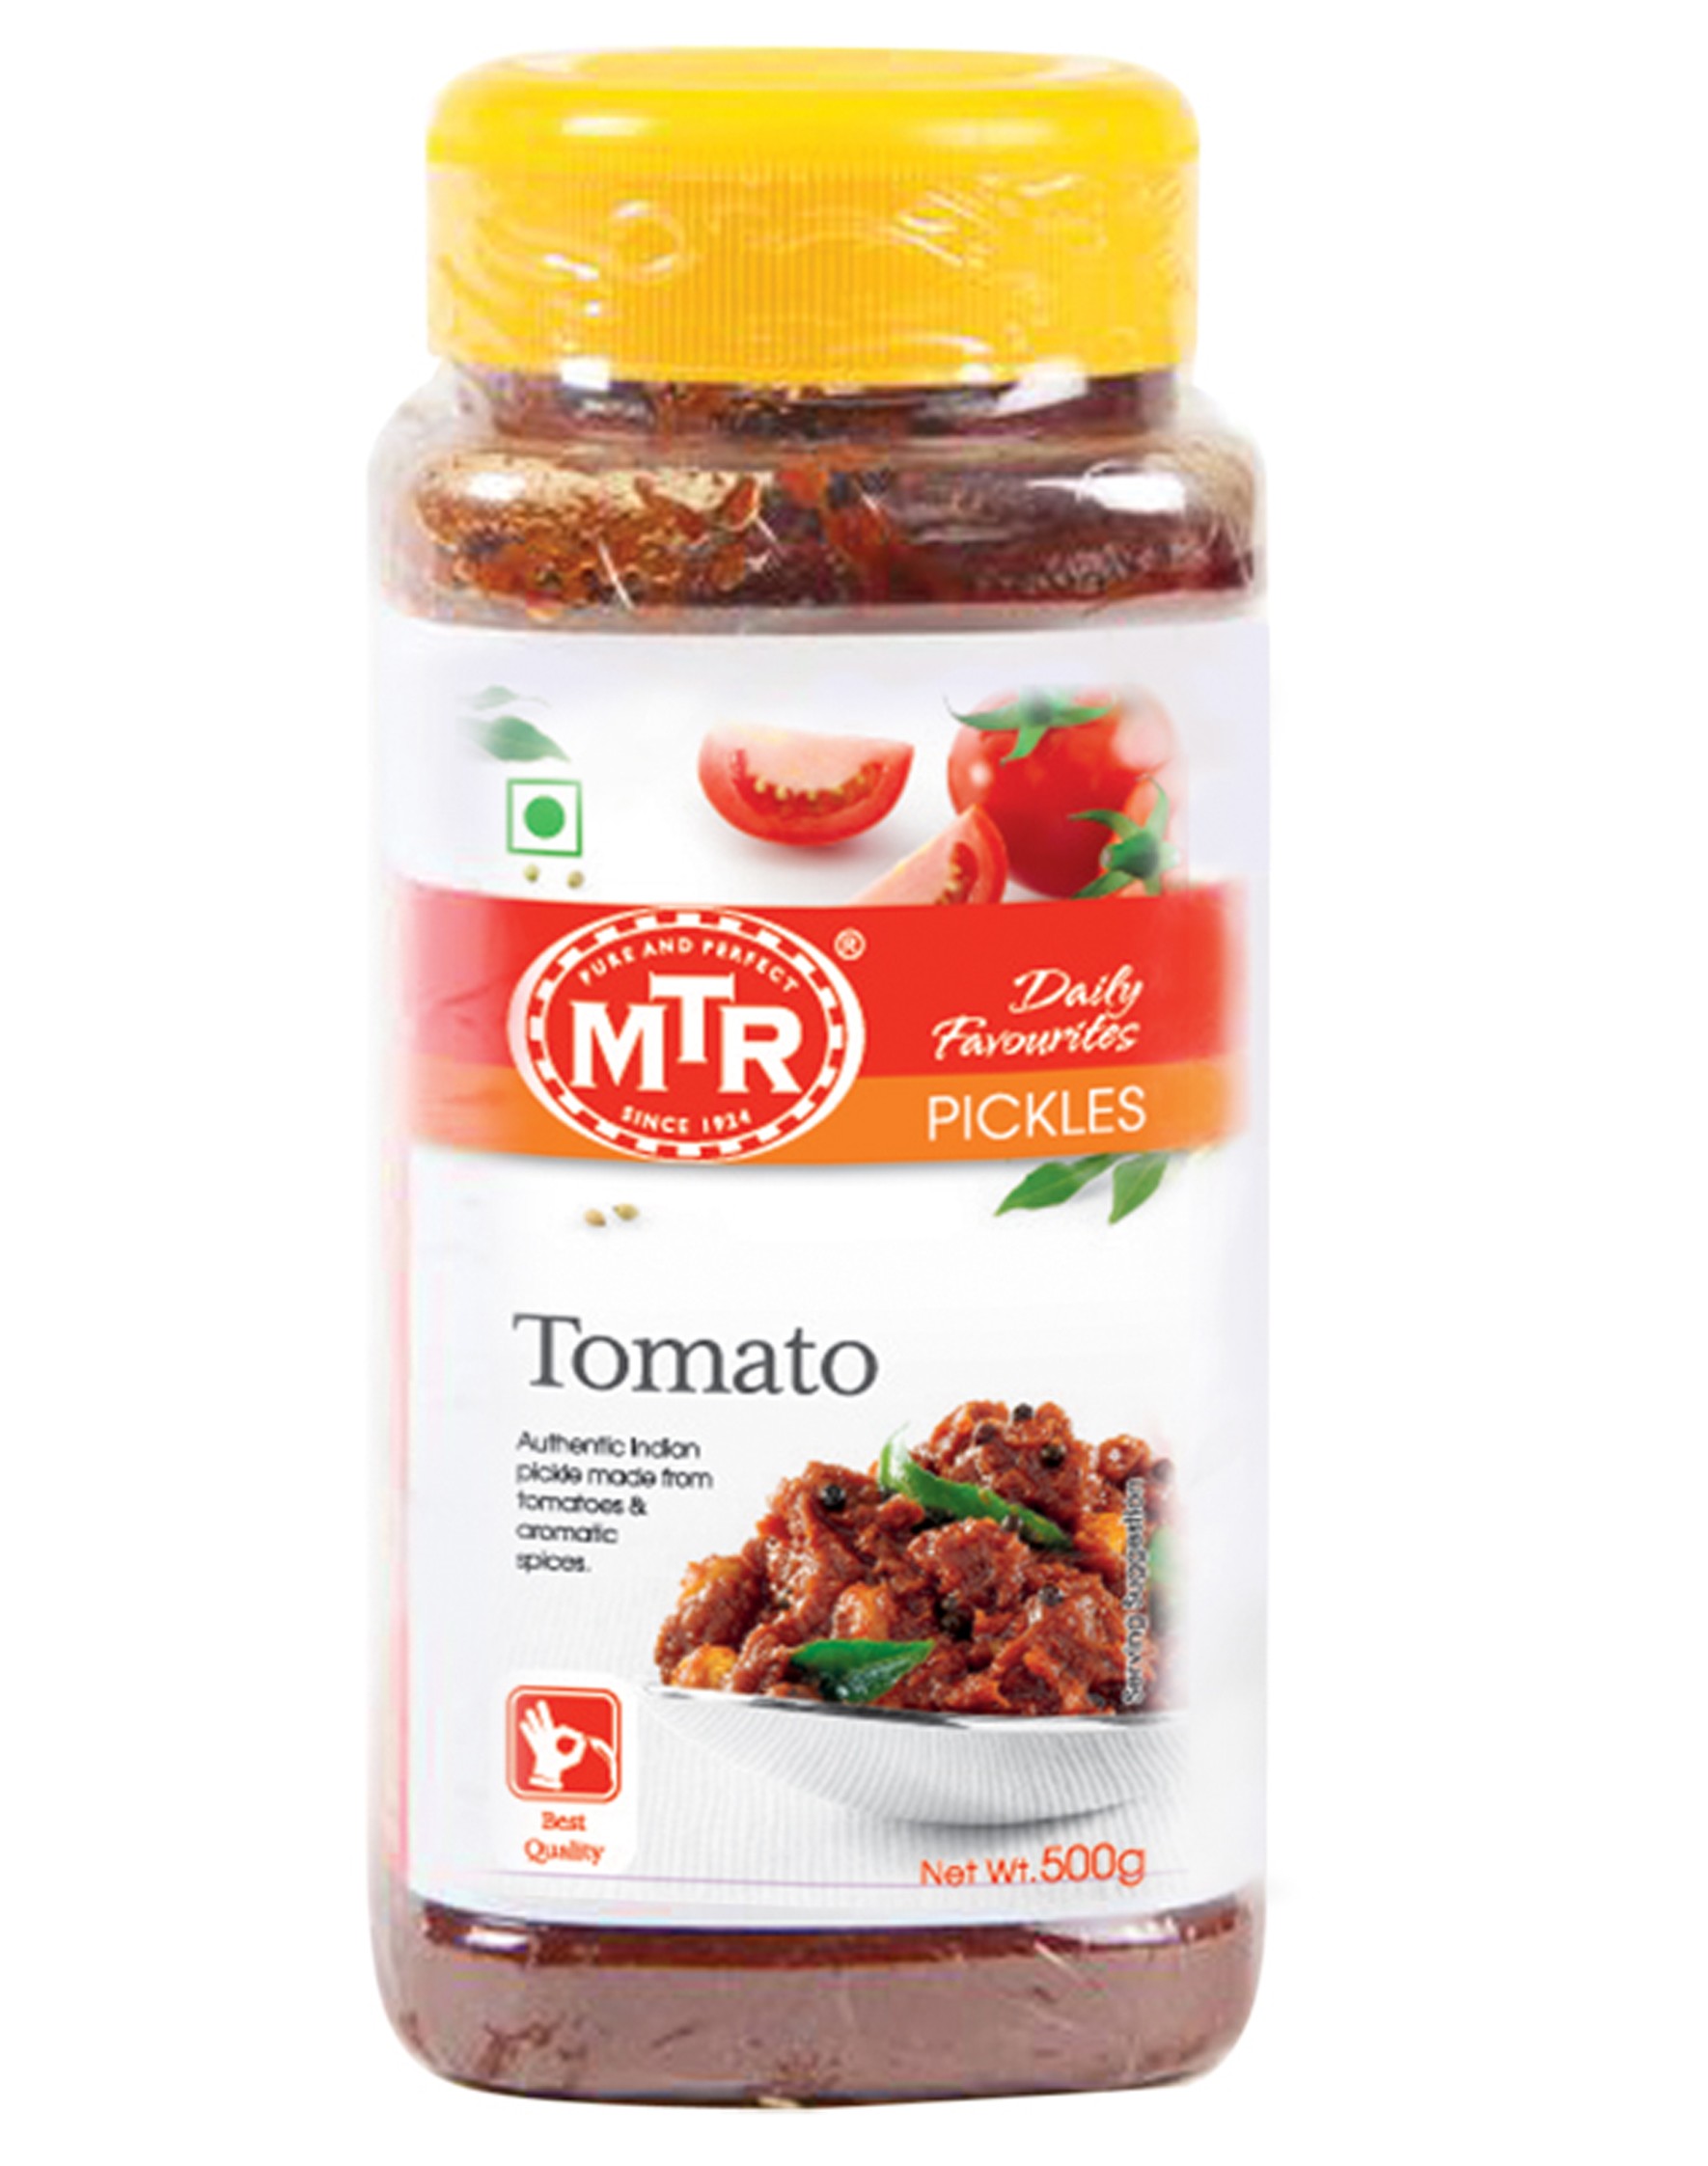 PURE AND PERFECT
MTR
®
SINCE 1924
Daily
Favourites
PICKLES
Tomato
Authentic Indian
pickle made from
tomatoes &
aromatic
spices.
Serving Suggestion
Best
Quality
Net Wt.500g